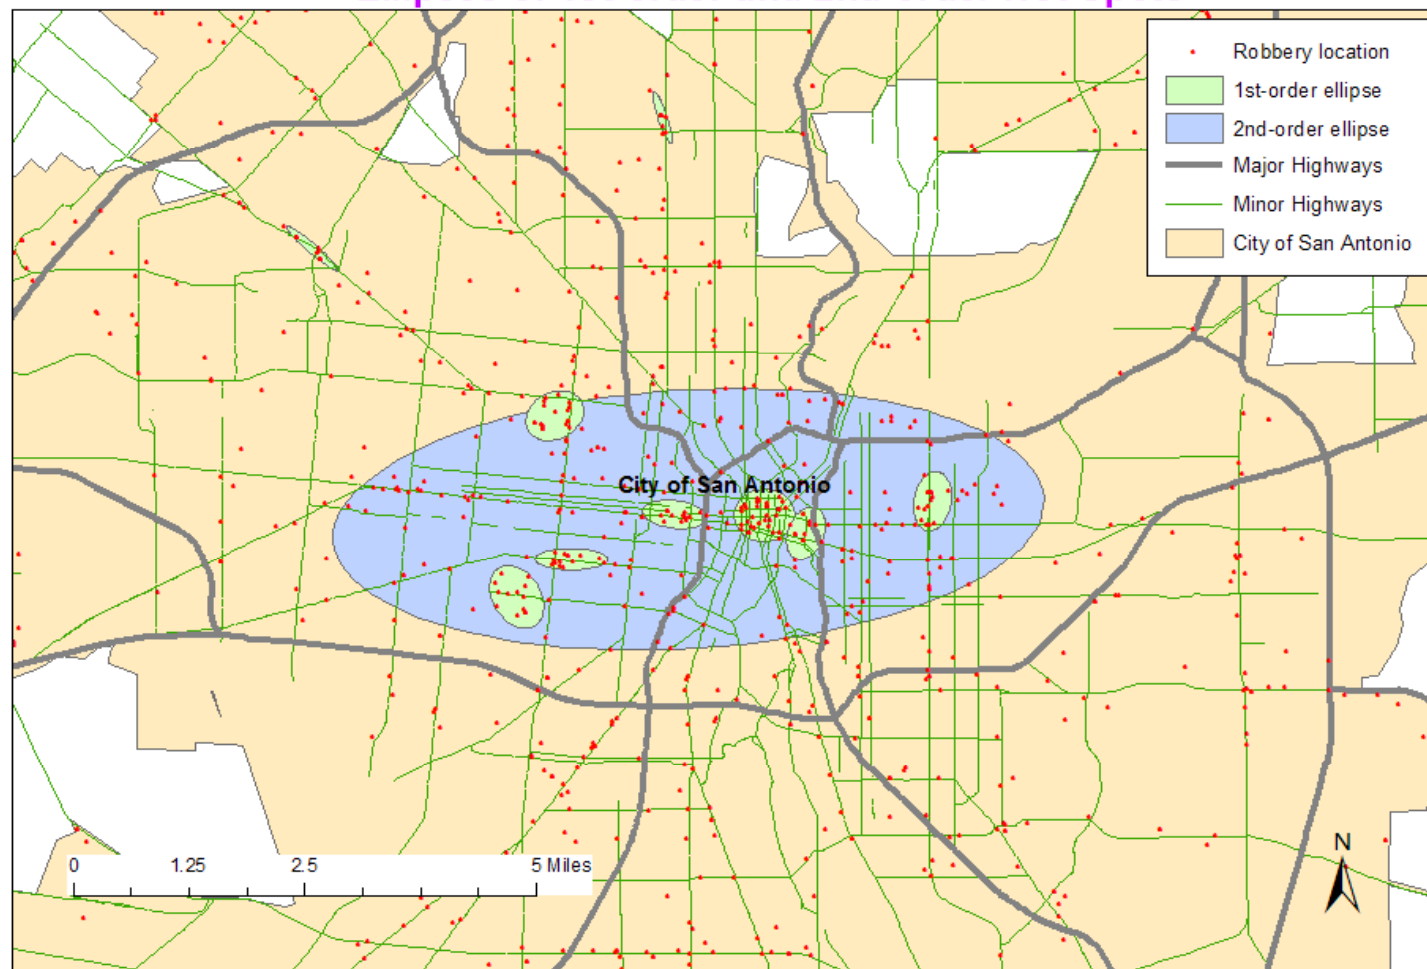 Robbery location
1st-order ellipse
2nd-order ellipse
Major Highways
Minor Highways
City of San Antonio
City of San Antonio
0 1.25 2.5 5 Miles
N